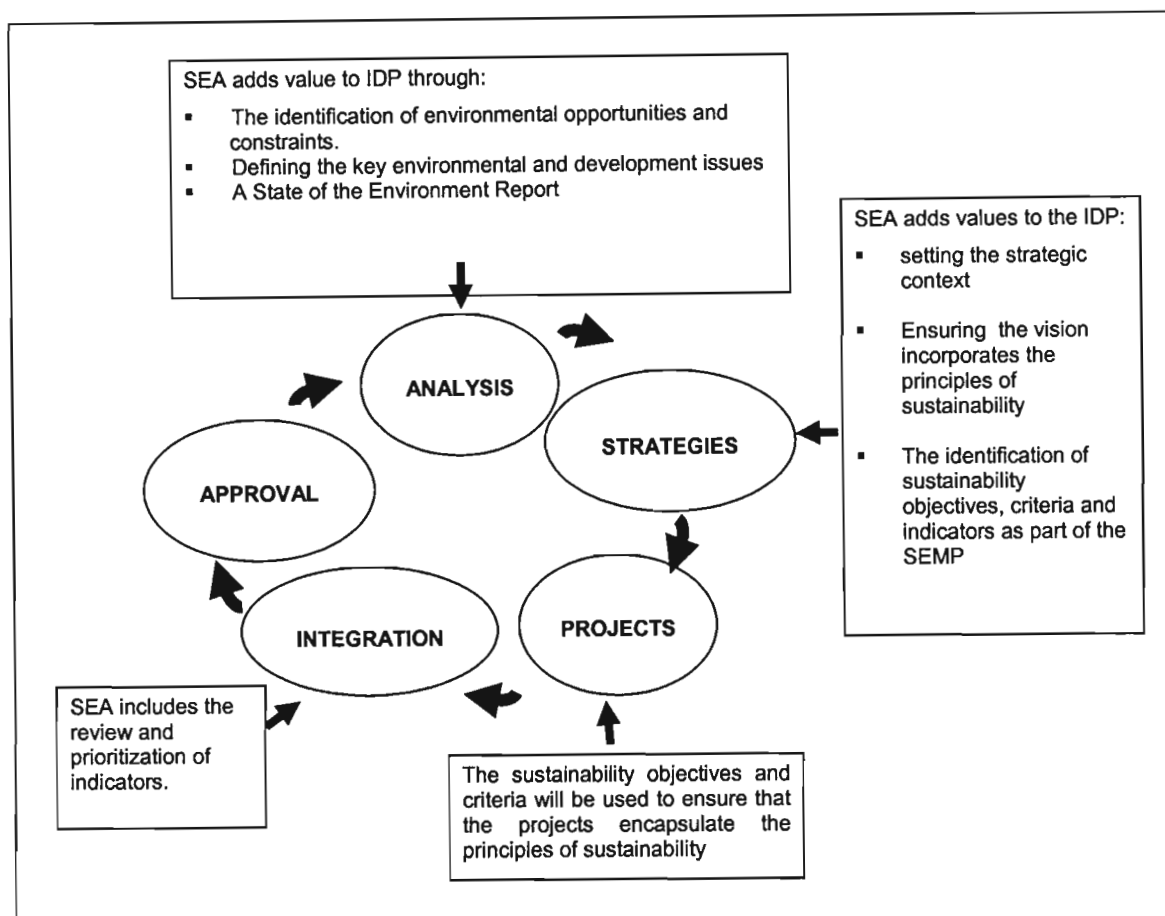 SEA adds value to IDP through:
▪ The identification of environmental opportunities and
constraints.
▪ Defining the key environmental and development issues
▪ A State of the Environment Report
SEA adds values to the IDP:
▪ setting the strategic
context
▪ Ensuring the vision
incorporates the
principles of
sustainability
▪ The identification of
sustainability
objectives, criteria and
indicators as part of the
SEMP
ANALYSIS
STRATEGIES
APPROVAL
PROJECTS
INTEGRATION
SEA includes the
review and
prioritization of
indicators.
The sustainability objectives and
criteria will be used to ensure that
the projects encapsulate the
principles of sustainability